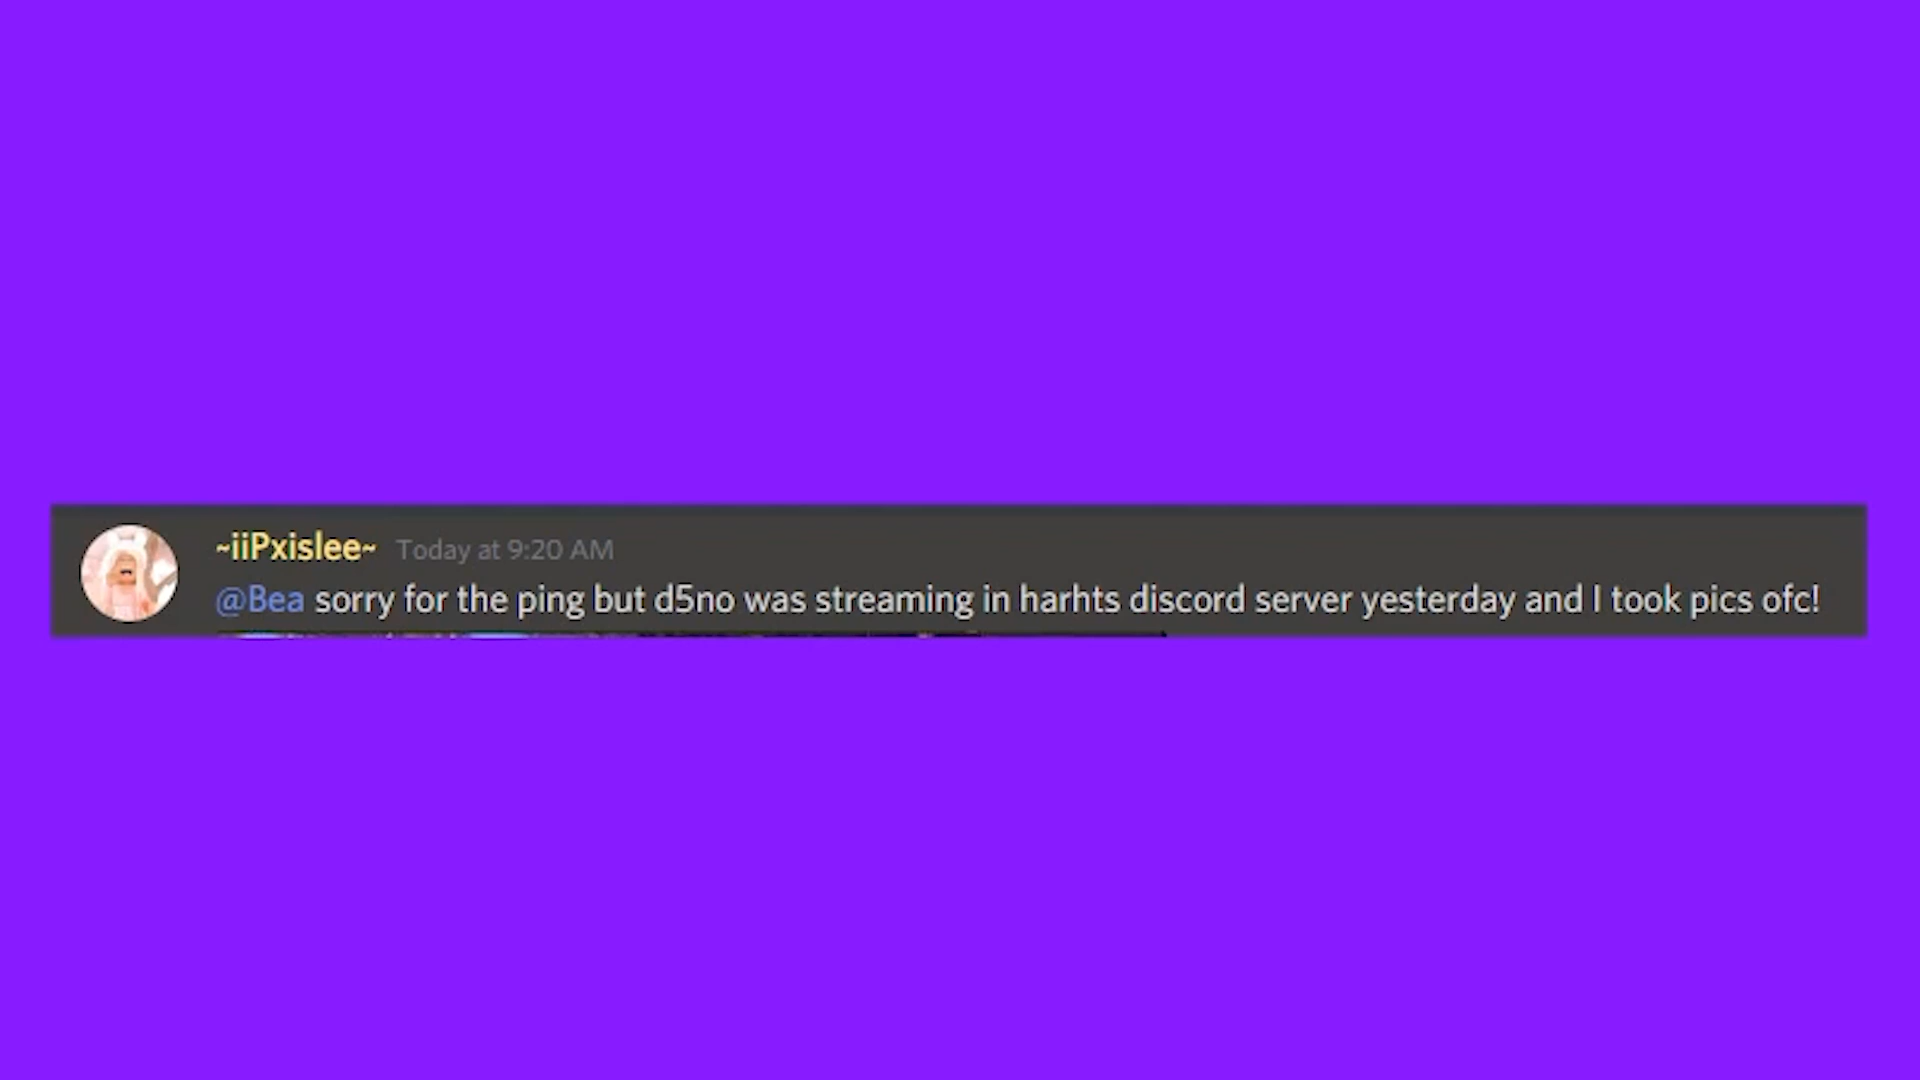 ~iiPxislee~ Today at 9:20 AM
@Bea sorry for the ping but d5no was streaming in harhts discord server yesterday and I took pics ofc!